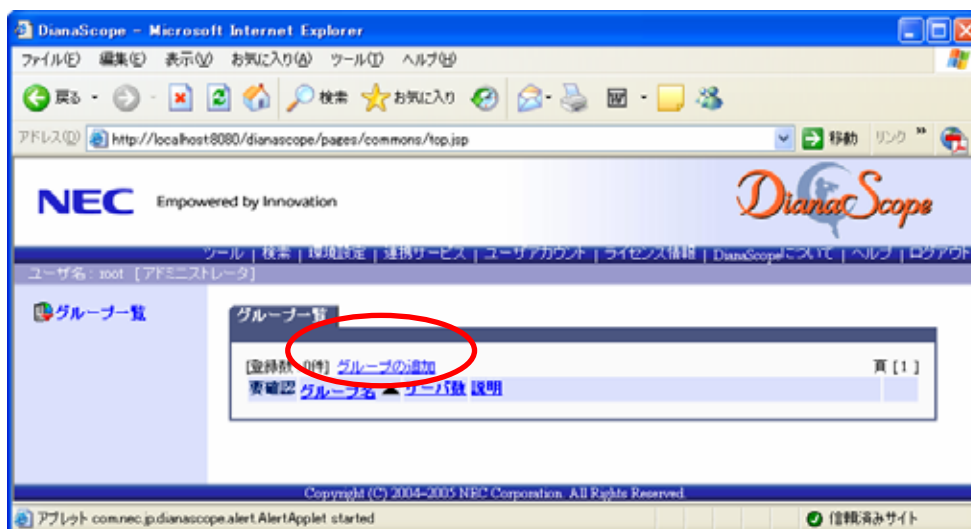 DianaScope - Microsoft Internet Explorer
ファイル(F) 編集(E) 表示(V) お気に入り(A) ツール(T) ヘルプ(H)
戻る 検索 お気に入り
アドレス(D) http://localhost:8080/dianascope/pages/commons/top.jsp 移動 リンク »
NEC Empowered by Innovation DianaScope
ツール | 検索 | 環境設定 | 連携サービス | ユーザアカウント | ライセンス情報 | DianaScopeについて | ヘルプ | ログアウト
ユーザ名 : root [アドミニストレータ]
グループ一覧 グループ一覧
[登録数 0件] グループの追加 頁 [1 ]
要確認 グループ名 ▲ サーバ数 説明
Copyright (C) 2004-2005 NEC Corporation. All Rights Reserved.
アプレット com.nec.jp.dianascope.alert.AlertApplet started 信頼済みサイト